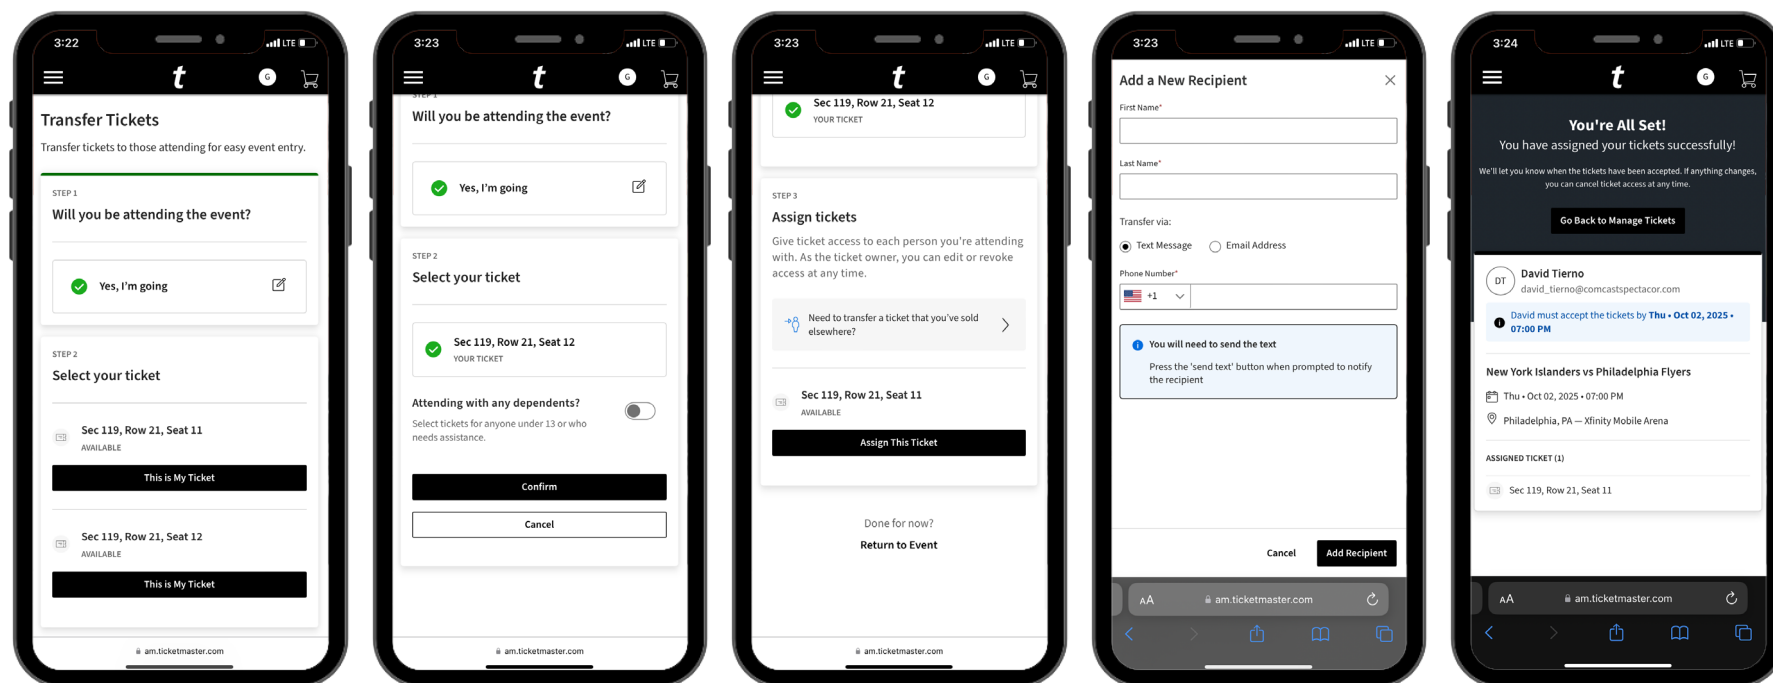 3:22
LTE
t
G
Transfer Tickets
Transfer tickets to those attending for easy event entry.
STEP 1
Will you be attending the event?
Yes, I'm going
STEP 2
Select your ticket
Sec 119, Row 21, Seat 11
AVAILABLE
This is My Ticket
Sec 119, Row 21, Seat 12
AVAILABLE
This is My Ticket
am.ticketmaster.com
3:23
LTE
t
G
STEP 1
Will you be attending the event?
Yes, I'm going
STEP 2
Select your ticket
Sec 119, Row 21, Seat 12
YOUR TICKET
Attending with any dependents?
Select tickets for anyone under 13 or who
needs assistance.
Confirm
Cancel
am.ticketmaster.com
3:23
LTE
t
G
Sec 119, Row 21, Seat 12
YOUR TICKET
STEP 3
Assign tickets
Give ticket access to each person you're attending
with. As the ticket owner, you can edit or revoke
access at any time.
Need to transfer a ticket that you've sold
elsewhere?
Sec 119, Row 21, Seat 11
AVAILABLE
Assign This Ticket
Done for now?
Return to Event
am.ticketmaster.com
3:23
LTE
Add a New Recipient
First Name*
Last Name*
Transfer via:
Text Message
Email Address
Phone Number*
+1
You will need to send the text
Press the 'send text' button when prompted to notify
the recipient
Cancel
Add Recipient
AA
am.ticketmaster.com
3:24
LTE
t
G
You're All Set!
You have assigned your tickets successfully!
We'll let you know when the tickets have been accepted. If anything changes,
you can cancel ticket access at any time.
Go Back to Manage Tickets
DT
David Tierno
david_tierno@comcastspectacor.com
David must accept the tickets by Thu • Oct 02, 2025 •
07:00 PM
New York Islanders vs Philadelphia Flyers
Thu • Oct 02, 2025 • 07:00 PM
Philadelphia, PA — Xfinity Mobile Arena
ASSIGNED TICKET (1)
Sec 119, Row 21, Seat 11
AA
am.ticketmaster.com